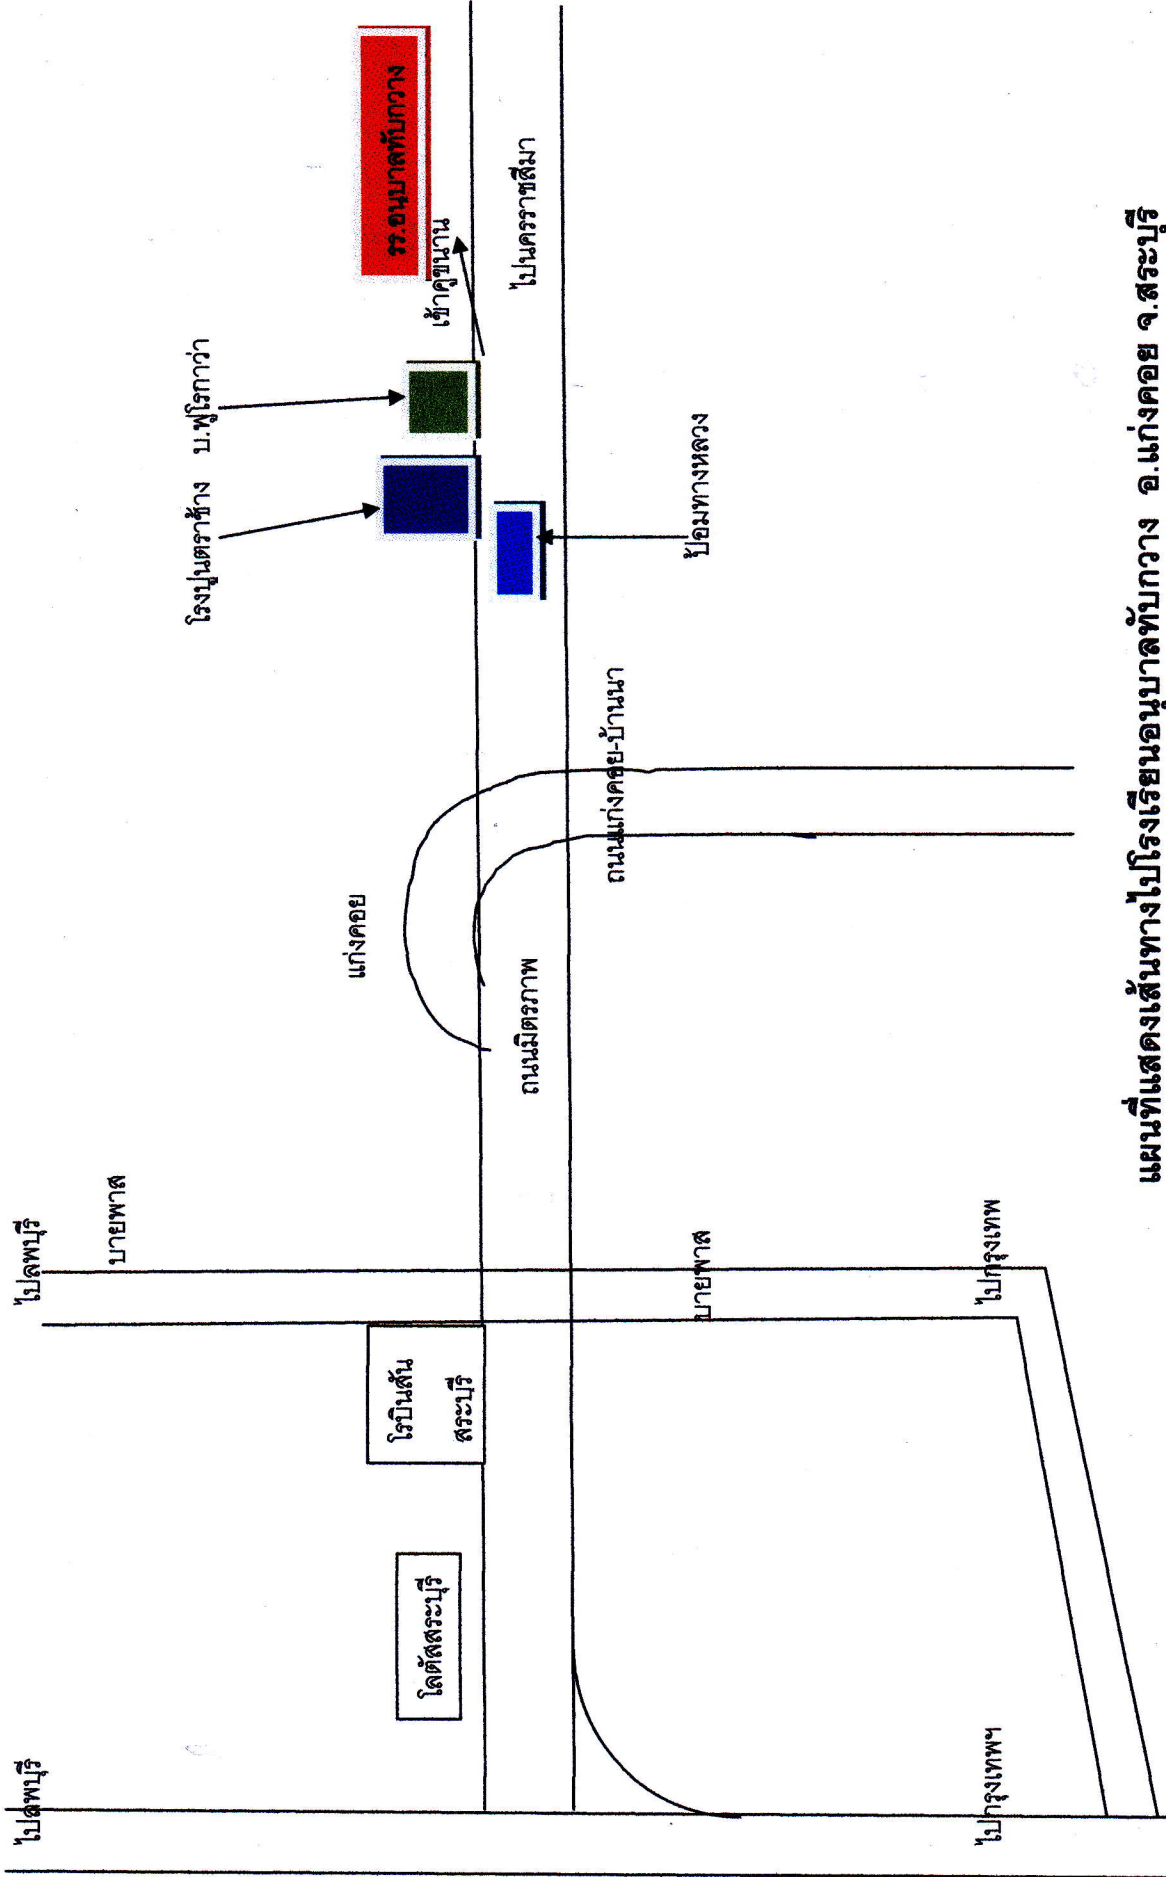 ไปลพบุรี
ไปลพบุรี
บายพาส
โรงปูนตราช้าง
บ.ฟูโรกาว่า
แก่งคอย
โลตัสสระบุรี
โรบินสัน
สระบุรี
เข้าคู่ขนาน
รร.อนุบาลทับกวาง
ถนนมิตรภาพ
ไปนครราชสีมา
ถนนแก่งคอย-บ้านนา
ป้อมทางหลวง
บายพาส
ไปกรุงเทพฯ
ไปกรุงเทพ
แผนที่แสดงเส้นทางไปโรงเรียนอนุบาลทับกวาง อ.แก่งคอย จ.สระบุรี